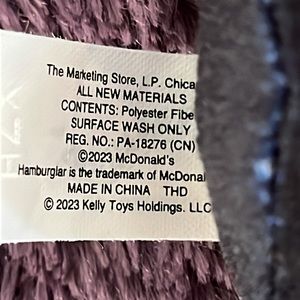 The Marketing Store, L.P. Chica
ALL NEW MATERIALS
CONTENTS: Polyester Fibe
SURFACE WASH ONLY
REG. NO.: PA-18276 (CN)
©2023 McDonald's
Hamburglar is the trademark of McDonal
MADE IN CHINA THD
© 2023 Kelly Toys Holdings. LLC